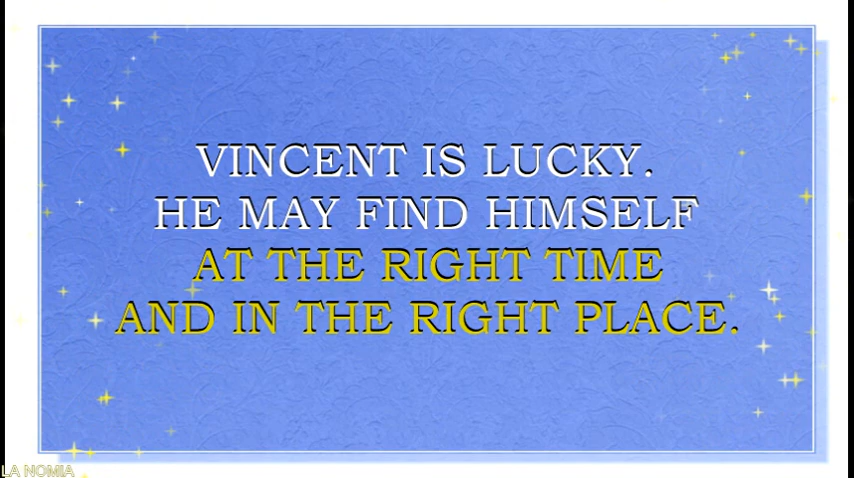 VINCENT IS LUCKY.
HE MAY FIND HIMSELF
AT THE RIGHT TIME
AND IN THE RIGHT PLACE.
LA NOMIA